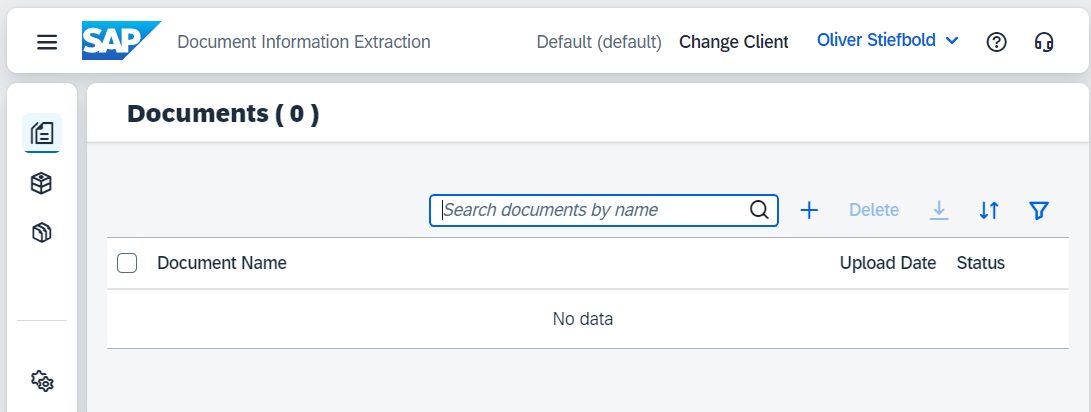 SAP Document Information Extraction Default (default) Change Client Oliver Stiefbold
Documents ( 0 )
Search documents by name Delete
Document Name Upload Date Status
No data